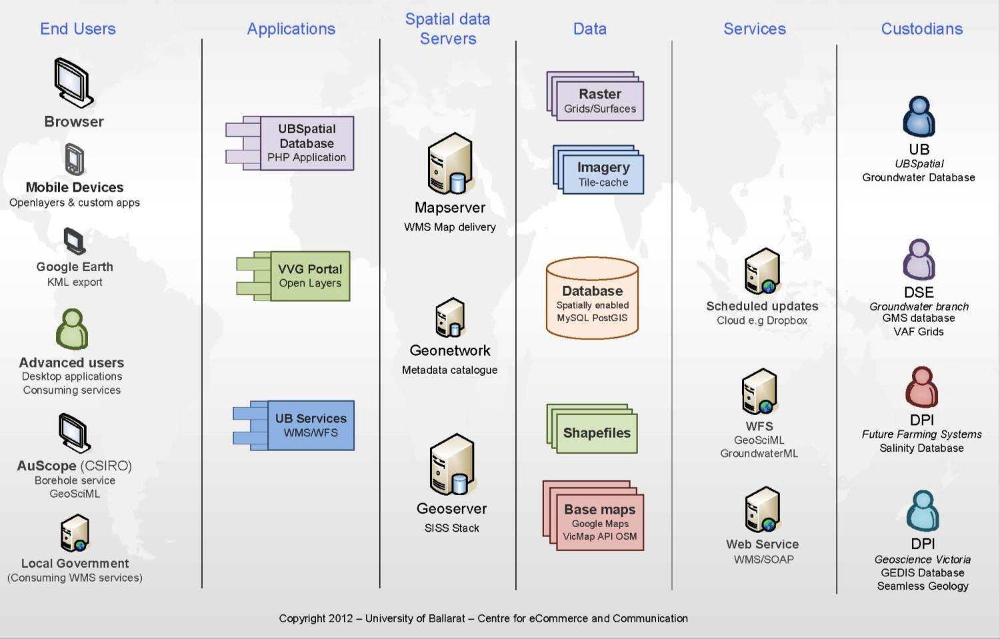 End Users
Browser
Mobile Devices
Openlayers & custom apps
Google Earth
KML export
Advanced users
Desktop applications
Consuming services
AuScope (CSIRO)
Borehole service
GeoSciML
Local Government
(Consuming WMS services)
Applications
UBSpatial
Database
PHP Application
VVG Portal
Open Layers
UB Services
WMS/WFS
Spatial data
Servers
Mapserver
WMS Map delivery
Geonetwork
Metadata catalogue
Geoserver
SISS Stack
Data
Raster
Grids/Surfaces
Imagery
Tile-cache
Database
Spatially enabled
MySQL PostGIS
Shapefiles
Base maps
Google Maps
VicMap API OSM
Services
Scheduled updates
Cloud e.g Dropbox
WFS
GeoSciML
GroundwaterML
Web Service
WMS/SOAP
Custodians
UB
UBSpatial
Groundwater Database
DSE
Groundwater branch
GMS database
VAF Grids
DPI
Future Farming Systems
Salinity Database
DPI
Geoscience Victoria
GEDIS Database
Seamless Geology
Copyright 2012 – University of Ballarat – Centre for eCommerce and Communication